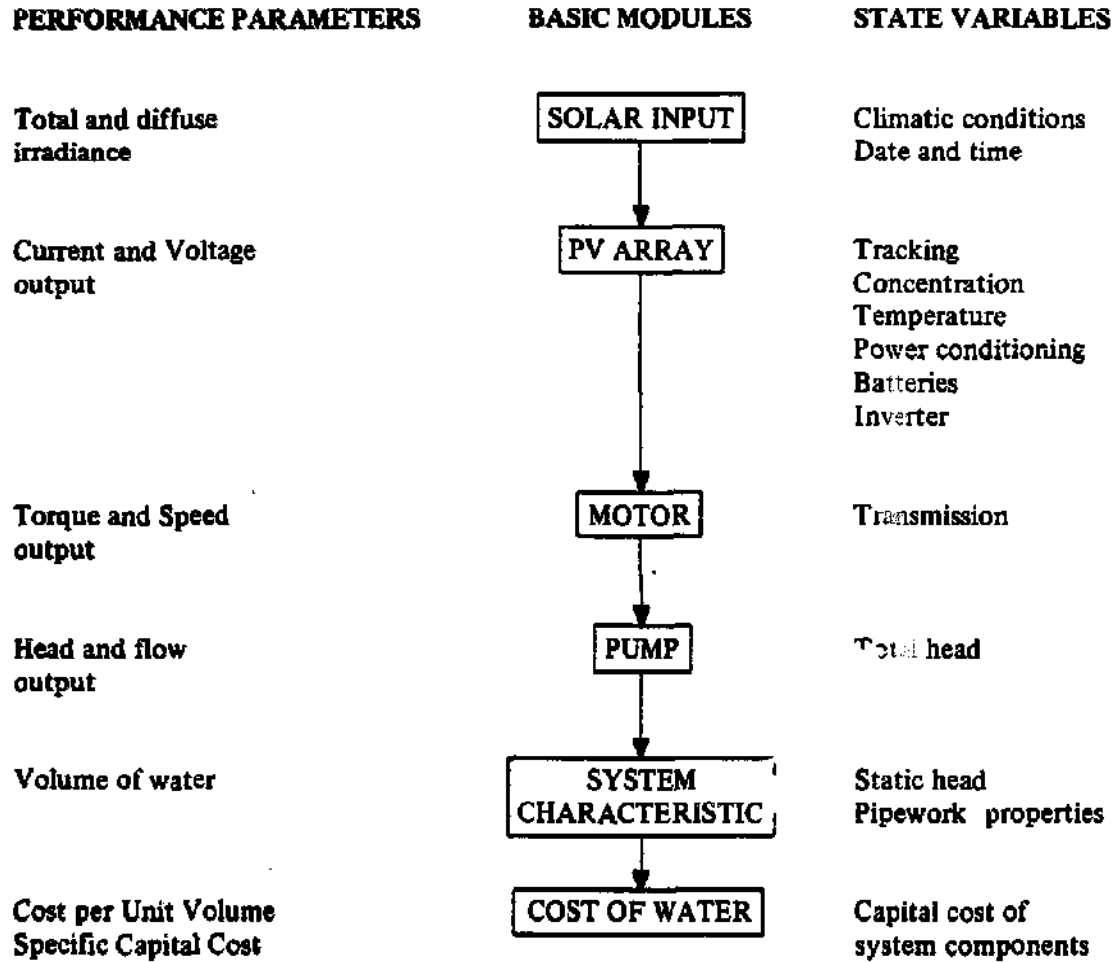 PERFORMANCE PARAMETERS BASIC MODULES STATE VARIABLES
Total and diffuse SOLAR INPUT Climatic conditions
irradiance Date and time
Current and Voltage PV ARRAY Tracking
output Concentration
Temperature
Power conditioning
Batteries
Inverter
Torque and Speed MOTOR Transmission
output
Head and flow PUMP Total head
output
Volume of water SYSTEM Static head
CHARACTERISTIC Pipework properties
Cost per Unit Volume COST OF WATER Capital cost of
Specific Capital Cost system components